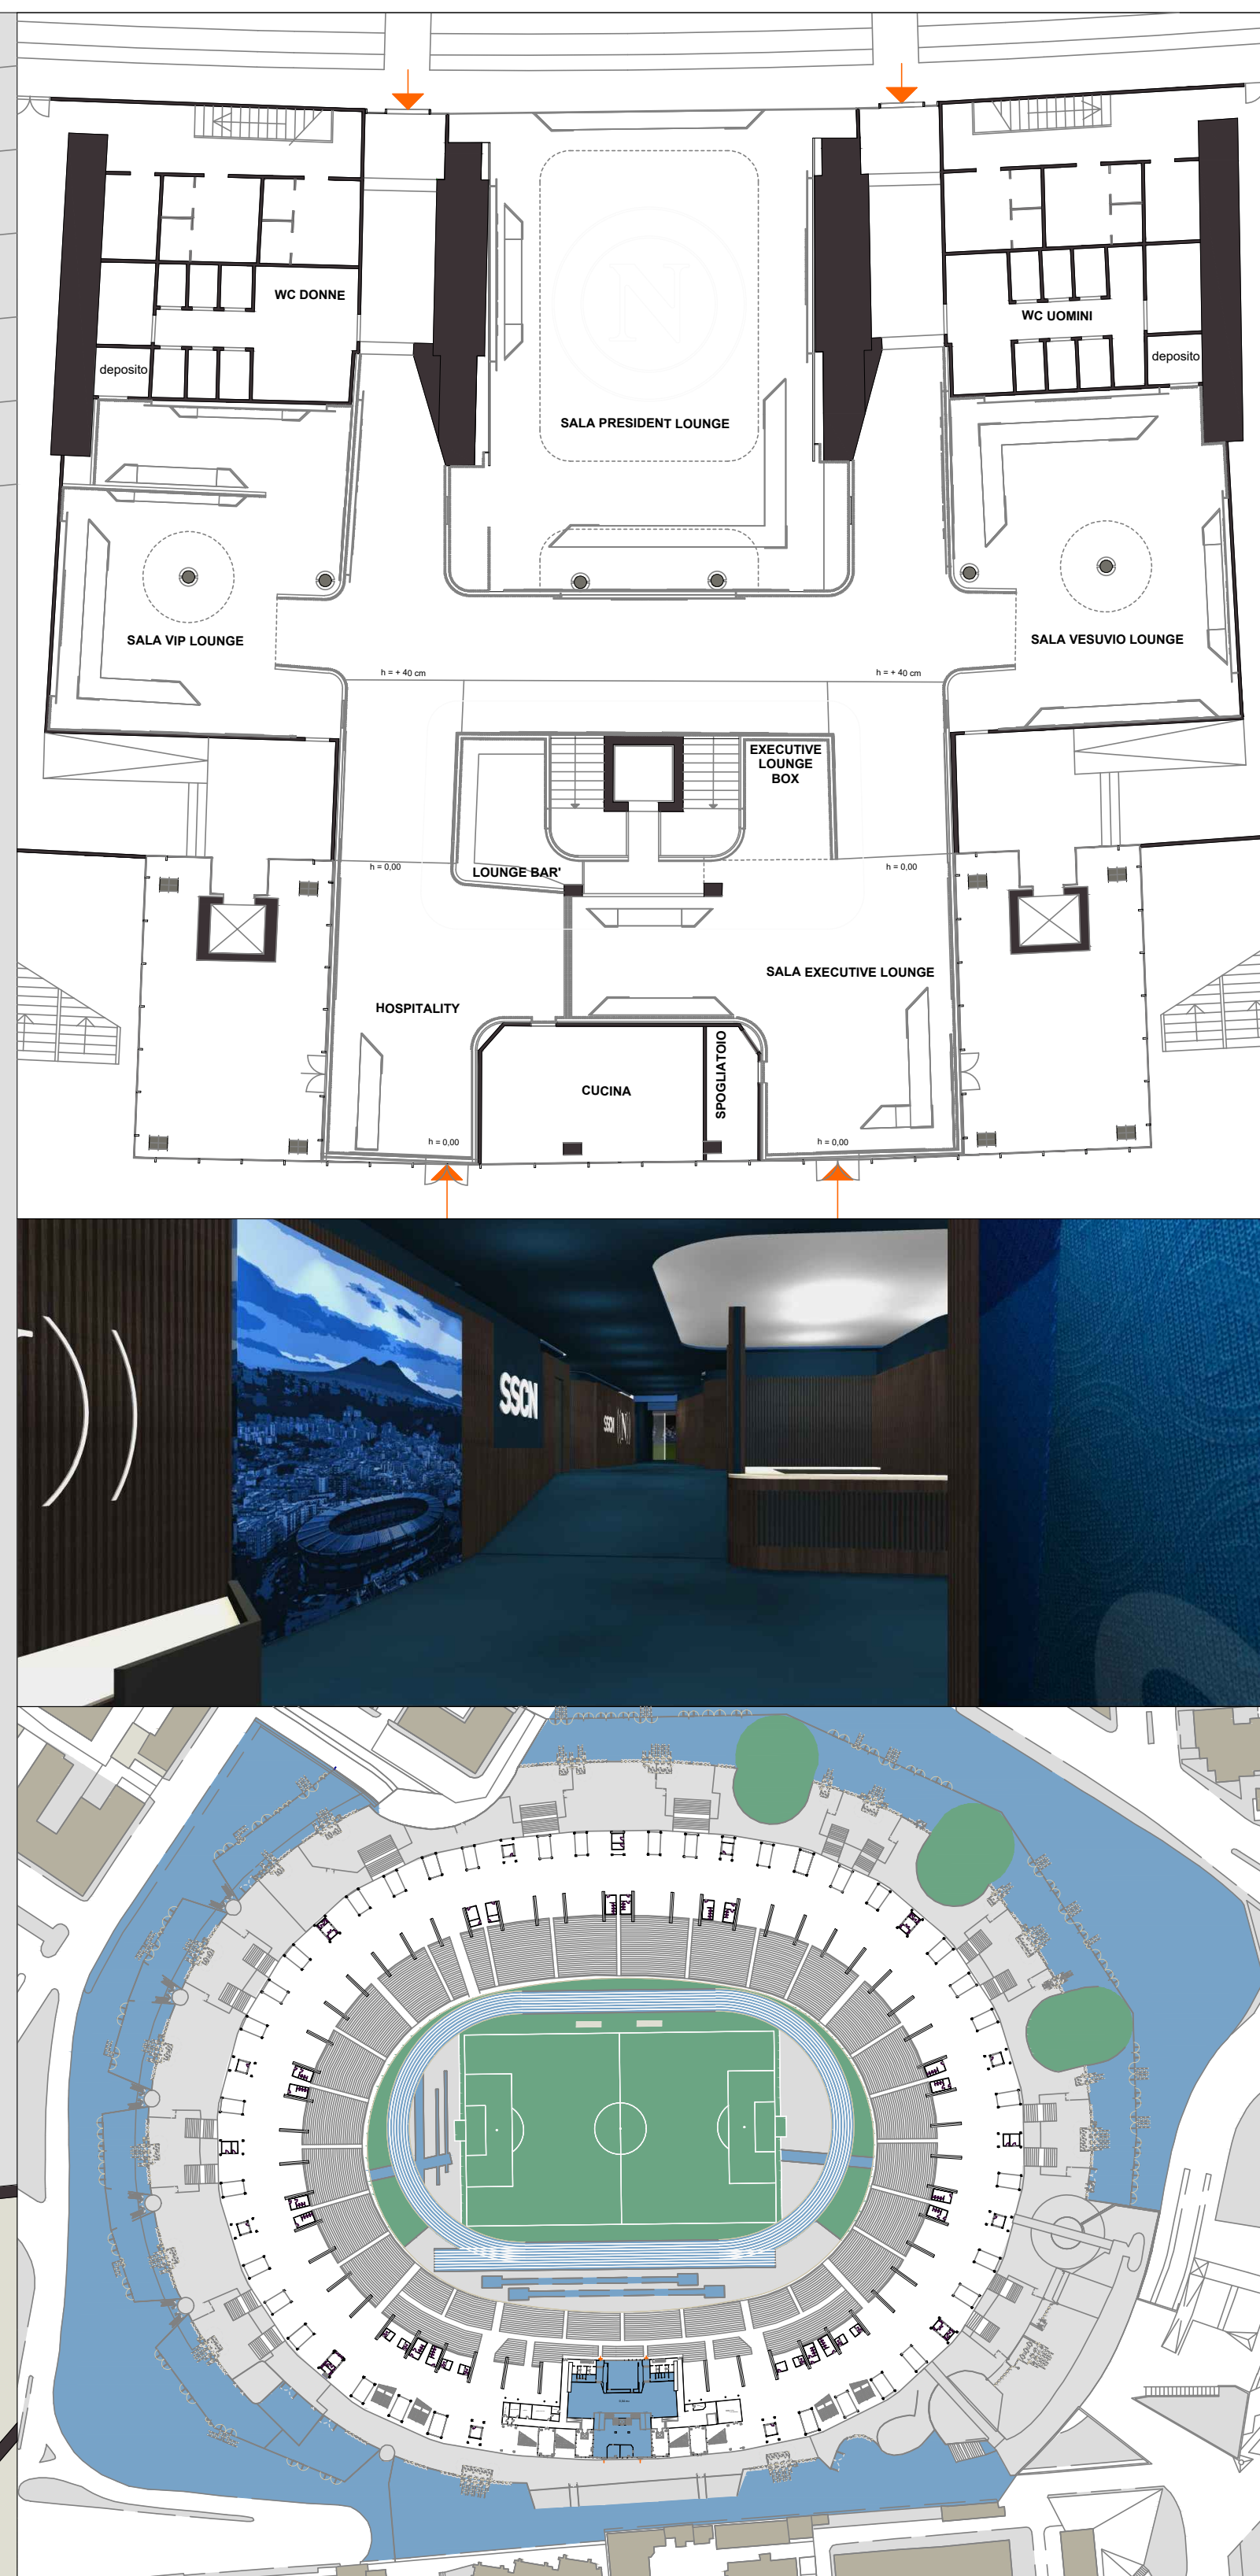 WC DONNE
WC UOMINI
deposito
deposito
SALA PRESIDENT LOUNGE
N
SALA VIP LOUNGE
SALA VESUVIO LOUNGE
h = + 40 cm
h = + 40 cm
EXECUTIVE
LOUNGE
BOX
LOUNGE BAR'
h = 0,00
h = 0,00
SALA EXECUTIVE LOUNGE
HOSPITALITY
CUCINA
SPOGLIATOIO
h = 0,00
h = 0,00
SSCN
SSCN
N